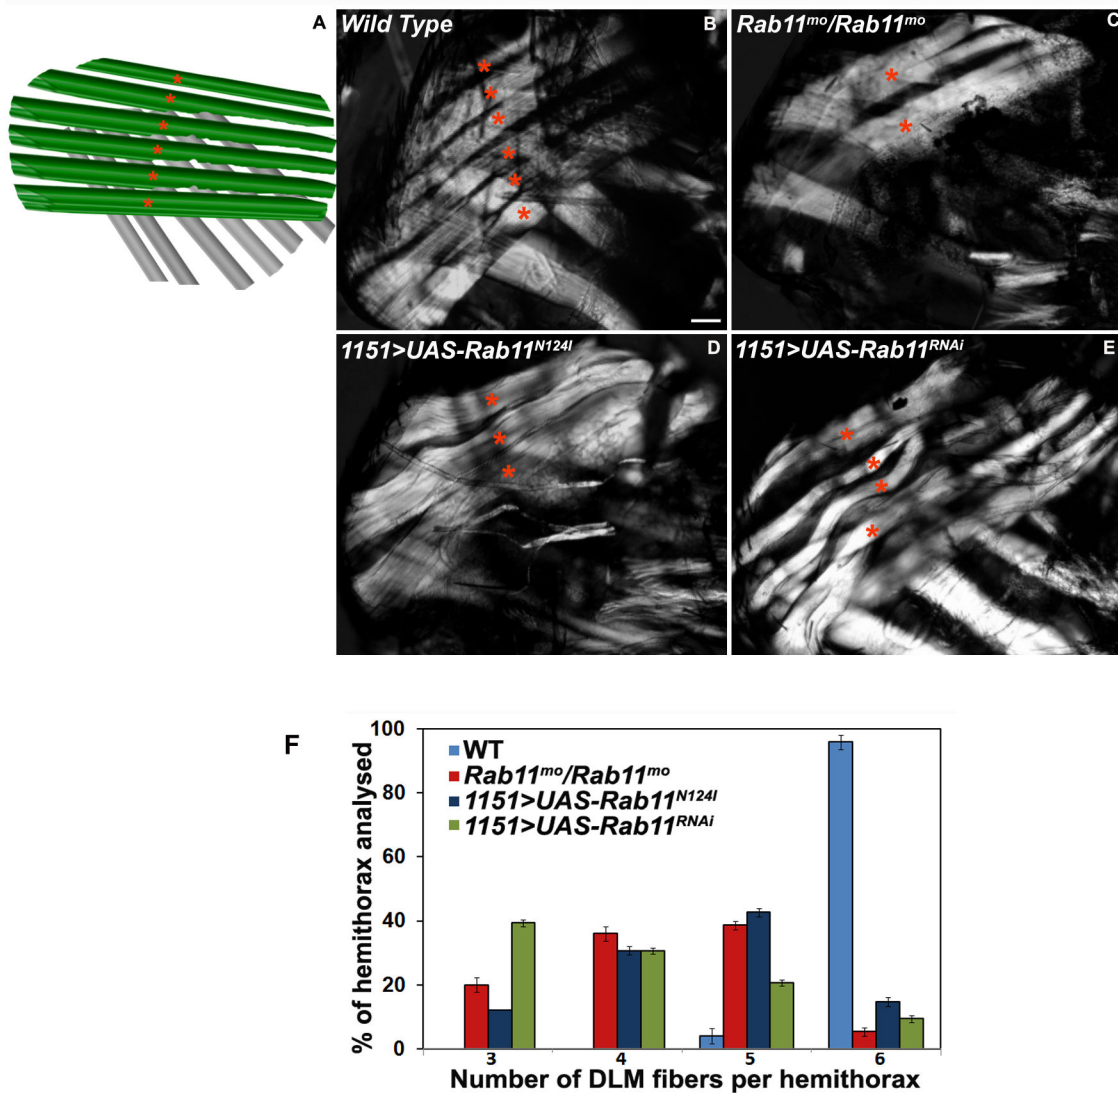 A
Wild Type B
Rab11ᵐᵒ/Rab11ᵐᵒ C
1151>UAS-Rab11ᴺ¹²⁴ᴵ D
1151>UAS-Rab11ᴿᴺᴬⁱ E
F
% of hemithorax analysed
100
80
60
40
20
0
WT
Rab11ᵐᵒ/Rab11ᵐᵒ
1151>UAS-Rab11ᴺ¹²⁴ᴵ
1151>UAS-Rab11ᴿᴺᴬⁱ
3 4 5 6
Number of DLM fibers per hemithorax